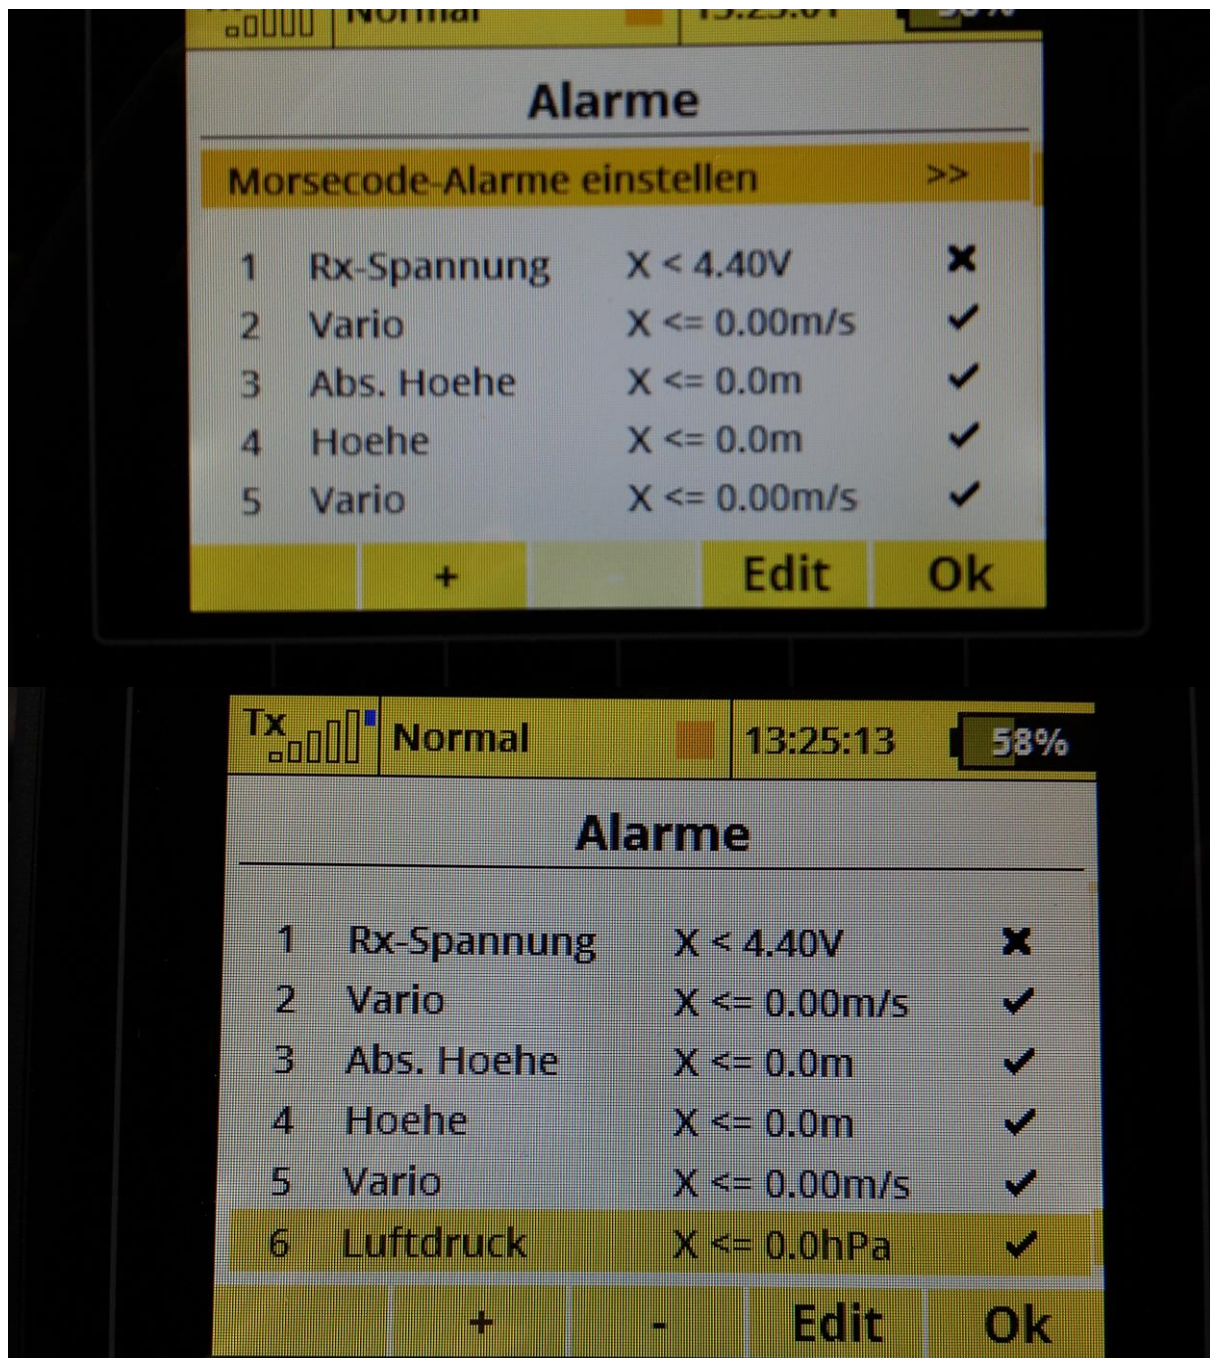 Normal
Alarme
Morsecode-Alarme einstellen >>
1 Rx-Spannung X < 4.40V ✖
2 Vario X <= 0.00m/s ✔
3 Abs. Hoehe X <= 0.0m ✔
4 Hoehe X <= 0.0m ✔
5 Vario X <= 0.00m/s ✔
+ - Edit Ok
Tx Normal 13:25:13 58%
Alarme
1 Rx-Spannung X < 4.40V ✖
2 Vario X <= 0.00m/s ✔
3 Abs. Hoehe X <= 0.0m ✔
4 Hoehe X <= 0.0m ✔
5 Vario X <= 0.00m/s ✔
6 Luftdruck X <= 0.0hPa ✔
+ - Edit Ok